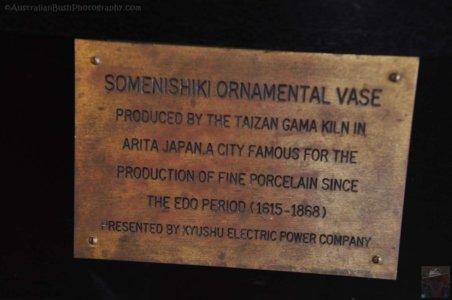 ©AustralianBushPhotography.com
SOMENISHIKI ORNAMENTAL VASE
PRODUCED BY THE TAIZAN GAMA KILN IN
ARITA JAPAN.A CITY FAMOUS FOR THE
PRODUCTION OF FINE PORCELAIN SINCE
THE EDO PERIOD (1615-1868)
PRESENTED BY KYUSHU ELECTRIC POWER COMPANY